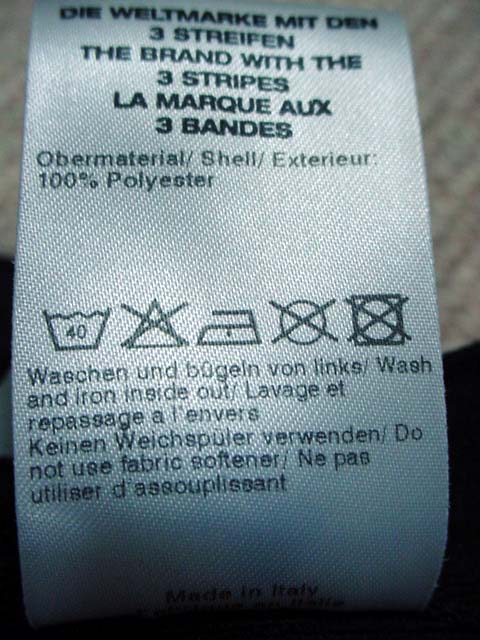 DIE WELTMARKE MIT DEN
3 STREIFEN
THE BRAND WITH THE
3 STRIPES
LA MARQUE AUX
3 BANDES
Obermaterial/ Shell/ Exterieur:
100% Polyester
40
Waschen und bügeln von links/ Wash
and iron inside out/ Lavage et
repassage a l'envers
Keinen Weichspüler verwenden/ Do
not use fabric softener/ Ne pas
utiliser d'assouplissant
Made in Italy